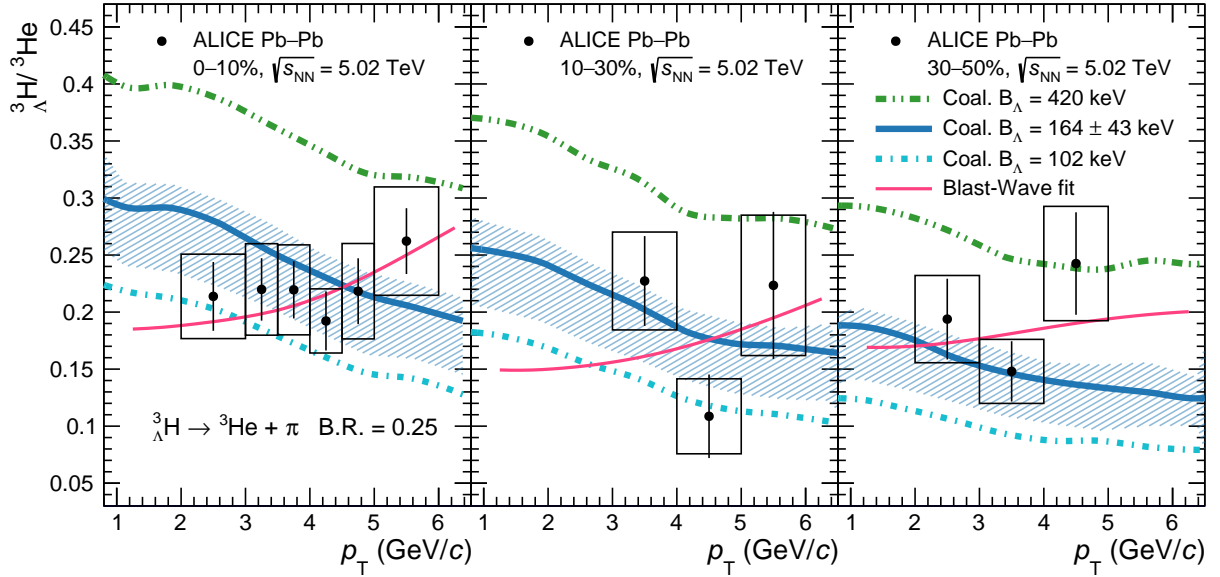 ³ΛH/ ³He
0.45
0.4
0.35
0.3
0.25
0.2
0.15
0.1
0.05
ALICE Pb–Pb
0–10%, √sNN = 5.02 TeV
³ΛH → ³He + π B.R. = 0.25
1 2 3 4 5 6
pT (GeV/c)
ALICE Pb–Pb
10–30%, √sNN = 5.02 TeV
1 2 3 4 5 6
pT (GeV/c)
ALICE Pb–Pb
30–50%, √sNN = 5.02 TeV
Coal. BΛ = 420 keV
Coal. BΛ = 164 ± 43 keV
Coal. BΛ = 102 keV
Blast-Wave fit
1 2 3 4 5 6
pT (GeV/c)